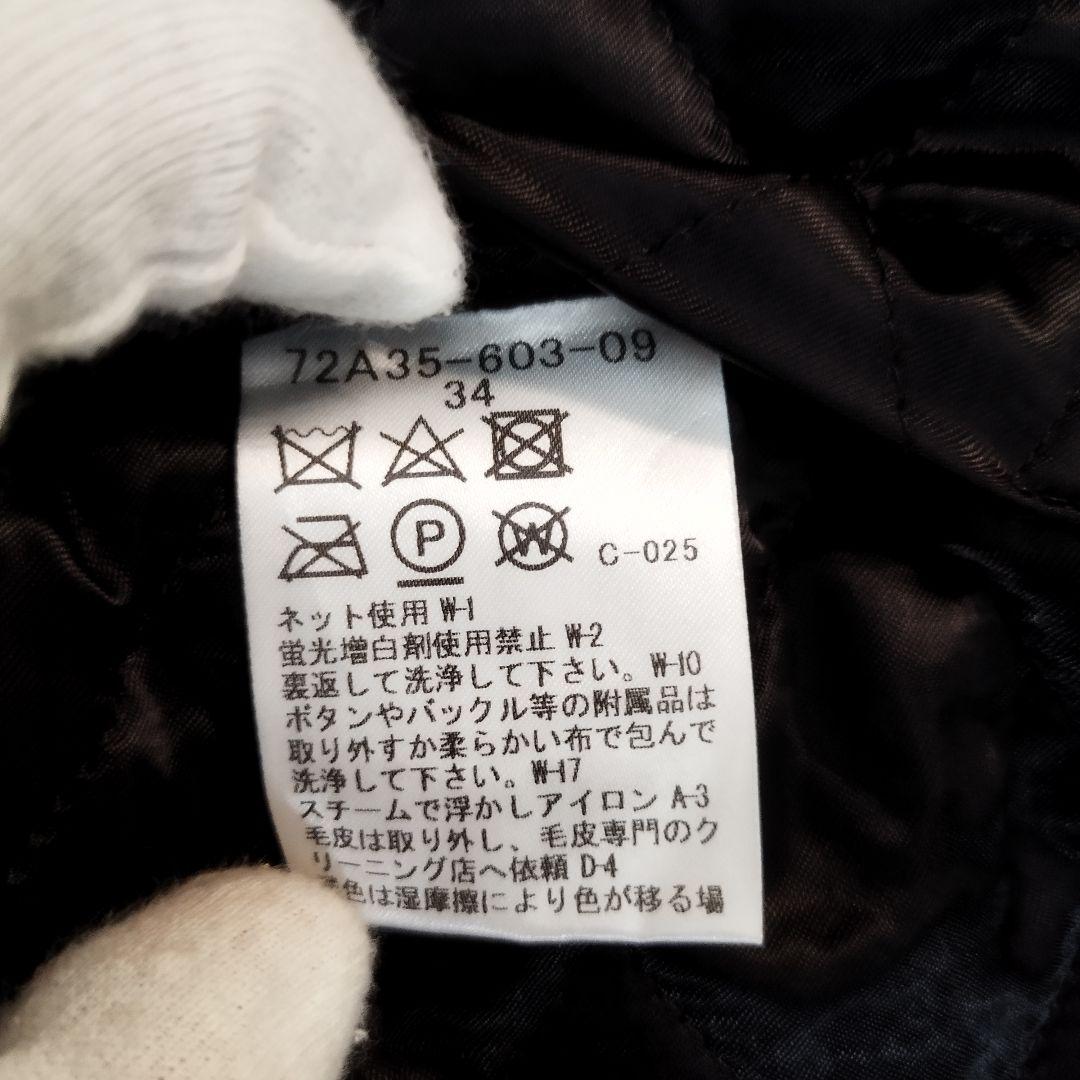 72A35-603-09
34
P
W
C-025
ネット使用 W-1
蛍光増白剤使用禁止 W-2
裏返して洗浄して下さい。W-10
ボタンやバックル等の附属品は
取り外すか柔らかい布で包んで
洗浄して下さい。W-17
スチームで浮かしアイロン A-3
毛皮は取り外し、毛皮専門のク
リーニング店へ依頼 D-4
色は湿摩擦により色が移る場